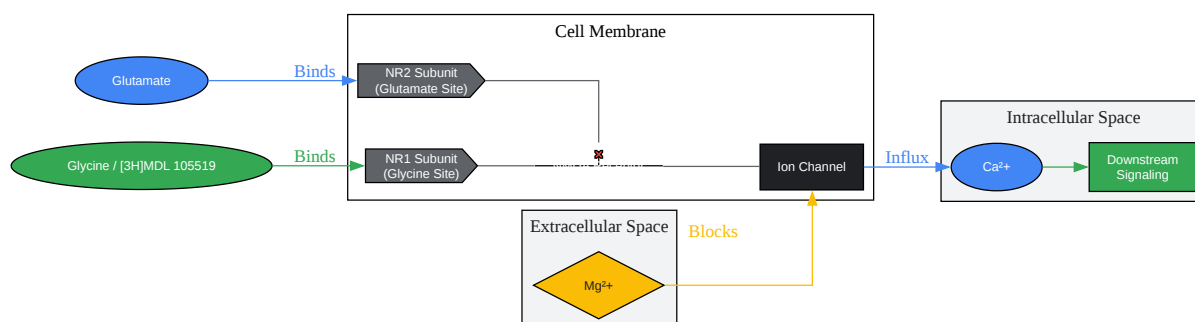 Cell Membrane
Glutamate
Binds
NR2 Subunit
(Glutamate Site)
Glycine / [3H]MDL 105519
Binds
NR1 Subunit
(Glycine Site)
Ion Channel
Influx
Intracellular Space
Ca²⁺
Downstream
Signaling
Extracellular Space
Blocks
Mg²⁺